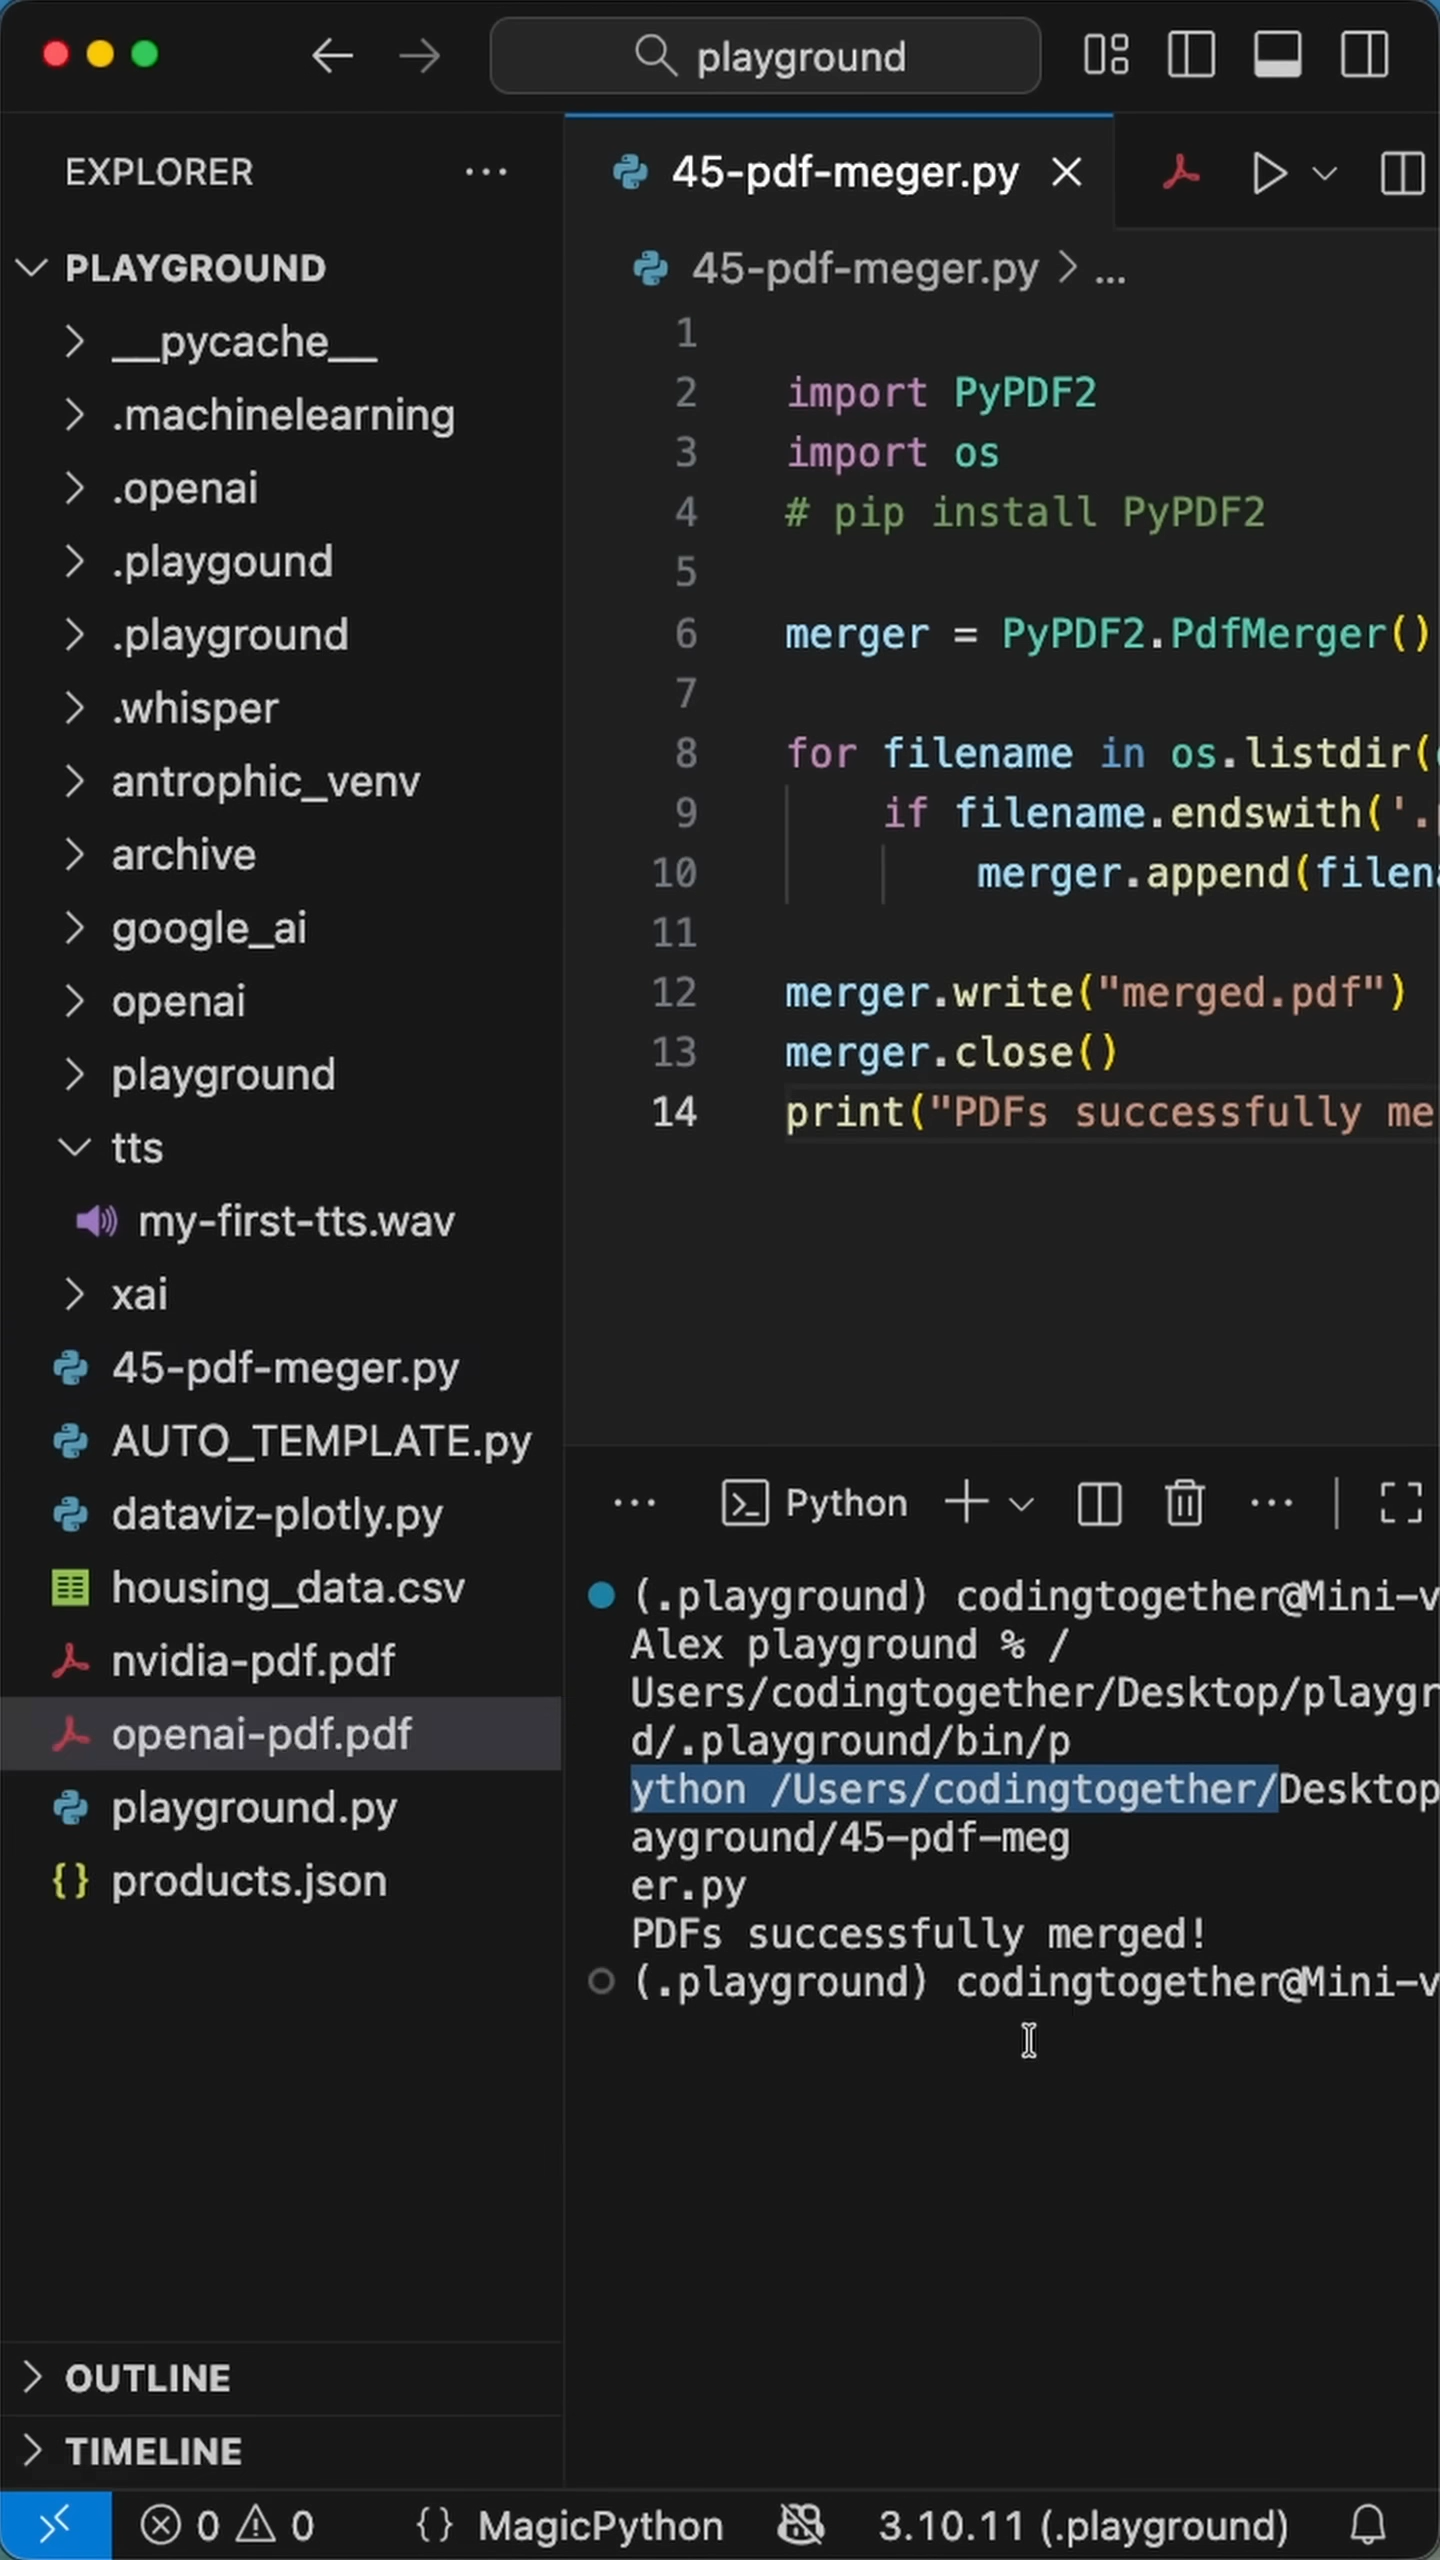 playground
EXPLORER
PLAYGROUND
__pycache__
.machinelearning
.openai
.playgound
.playground
.whisper
antrophic_venv
archive
google_ai
openai
playground
tts
my-first-tts.wav
xai
45-pdf-meger.py
AUTO_TEMPLATE.py
dataviz-plotly.py
housing_data.csv
nvidia-pdf.pdf
openai-pdf.pdf
playground.py
{} products.json
OUTLINE
TIMELINE
45-pdf-meger.py
45-pdf-meger.py > ...
1
2 import PyPDF2
3 import os
4 # pip install PyPDF2
5
6 merger = PyPDF2.PdfMerger()
7
8 for filename in os.listdir(
9 if filename.endswith('.p
10 merger.append(filena
11
12 merger.write("merged.pdf")
13 merger.close()
14 print("PDFs successfully me
... Python ...
(.playground) codingtogether@Mini-v
Alex playground % /
Users/codingtogether/Desktop/playgr
d/.playground/bin/p
ython /Users/codingtogether/Desktop
ayground/45-pdf-meg
er.py
PDFs successfully merged!
(.playground) codingtogether@Mini-v
0 0 {} MagicPython 3.10.11 (.playground)